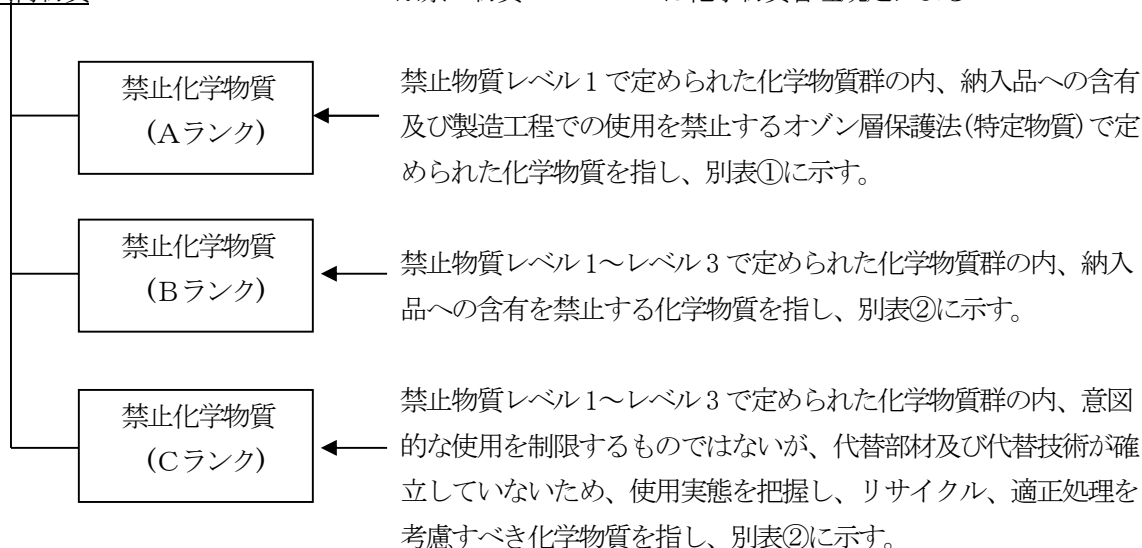 禁止化学物質
(Aランク)
禁止物質レベル1で定められた化学物質群の内、納入品への含有
及び製造工程での使用を禁止するオゾン層保護法(特定物質)で定
められた化学物質を指し、別表①に示す。
禁止化学物質
(Bランク)
禁止物質レベル1～レベル3で定められた化学物質群の内、納入
品への含有を禁止する化学物質を指し、別表②に示す。
禁止化学物質
(Cランク)
禁止物質レベル1～レベル3で定められた化学物質群の内、意図
的な使用を制限するものではないが、代替部材及び代替技術が確
立していないため、使用実態を把握し、リサイクル、適正処理を
考慮すべき化学物質を指し、別表②に示す。